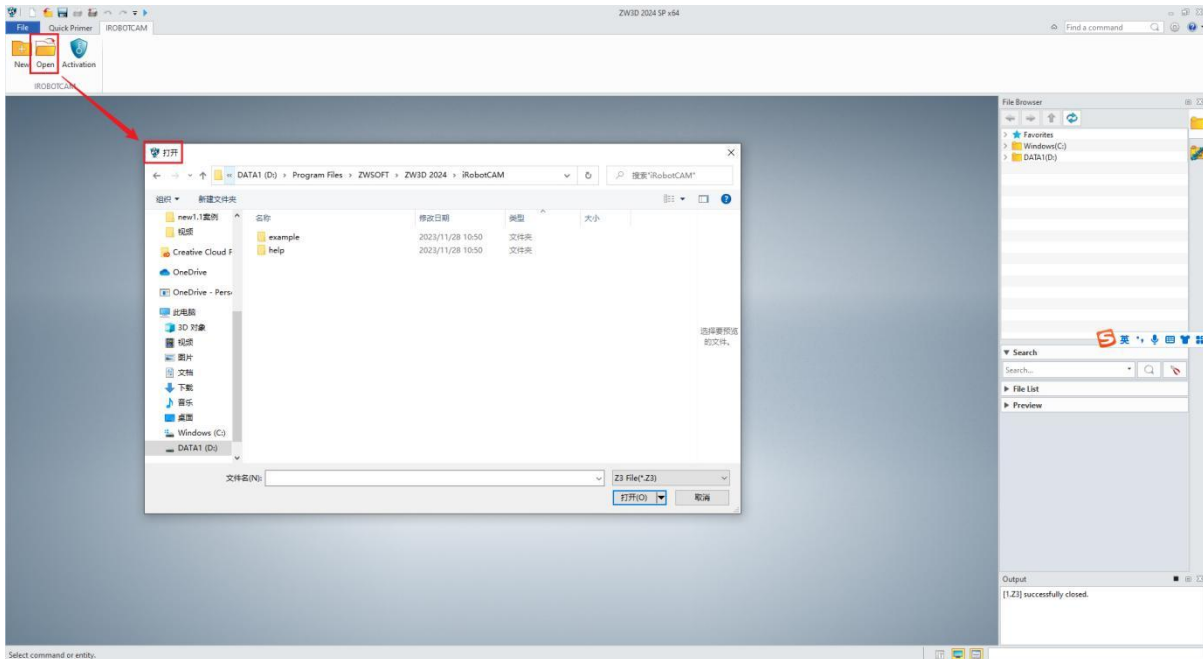 ZW3D 2024 SP x64
File Quick Primer IROBOTCAM
Find a command
New Open Activation
IROBOTCAM
File Browser
Favorites
Windows(C:)
DATA1(D:)
打开
« DATA1 (D:) › Program Files › ZWSOFT › ZW3D 2024 › iRobotCAM
搜索"iRobotCAM"
组织 新建文件夹
名称 修改日期 类型 大小
new1.1案例
视频
Creative Cloud F
OneDrive
OneDrive - Pers
此电脑
3D 对象
视频
图片
文档
下载
音乐
桌面
Windows (C:)
DATA1 (D:)
example 2023/11/28 10:50 文件夹
help 2023/11/28 10:50 文件夹
选择要预览
的文件。
文件名(N):
Z3 File(*.Z3)
打开(O) 取消
英
Search
Search...
File List
Preview
Output
[1.Z3] successfully closed.
Select command or entity.